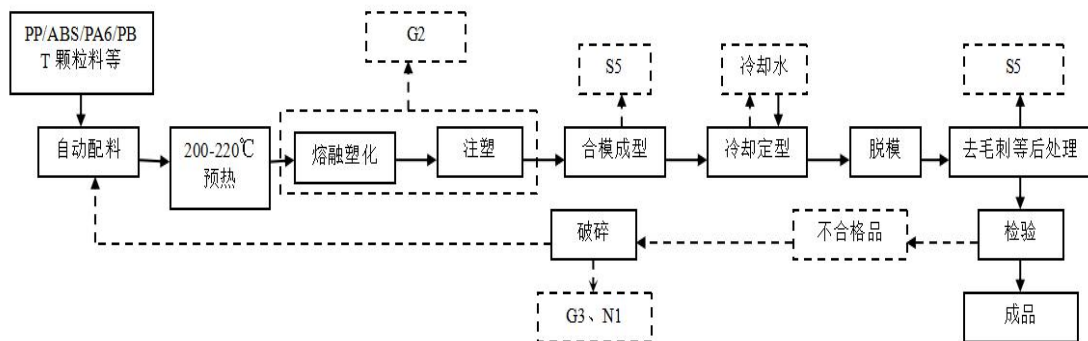 PP/ABS/PA6/PB
T 颗粒料等
G2
S5
冷却水
S5
自动配料
200-220℃
预热
熔融塑化
注塑
合模成型
冷却定型
脱模
去毛刺等后处理
破碎
不合格品
检验
G3、N1
成品